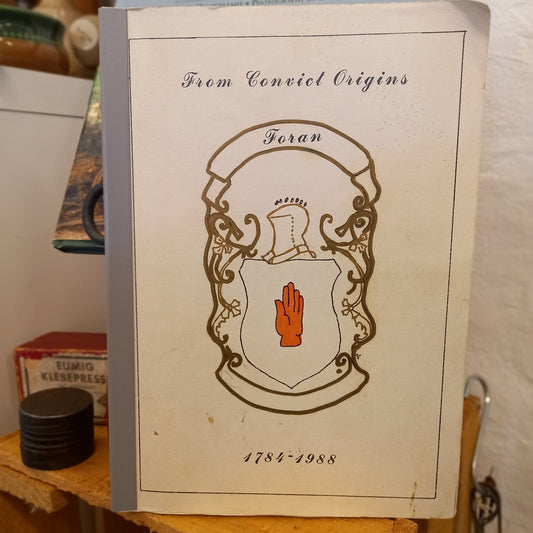 From Convict Origins
Foran
1784-1988
EUMIG
KLEBEPRESS